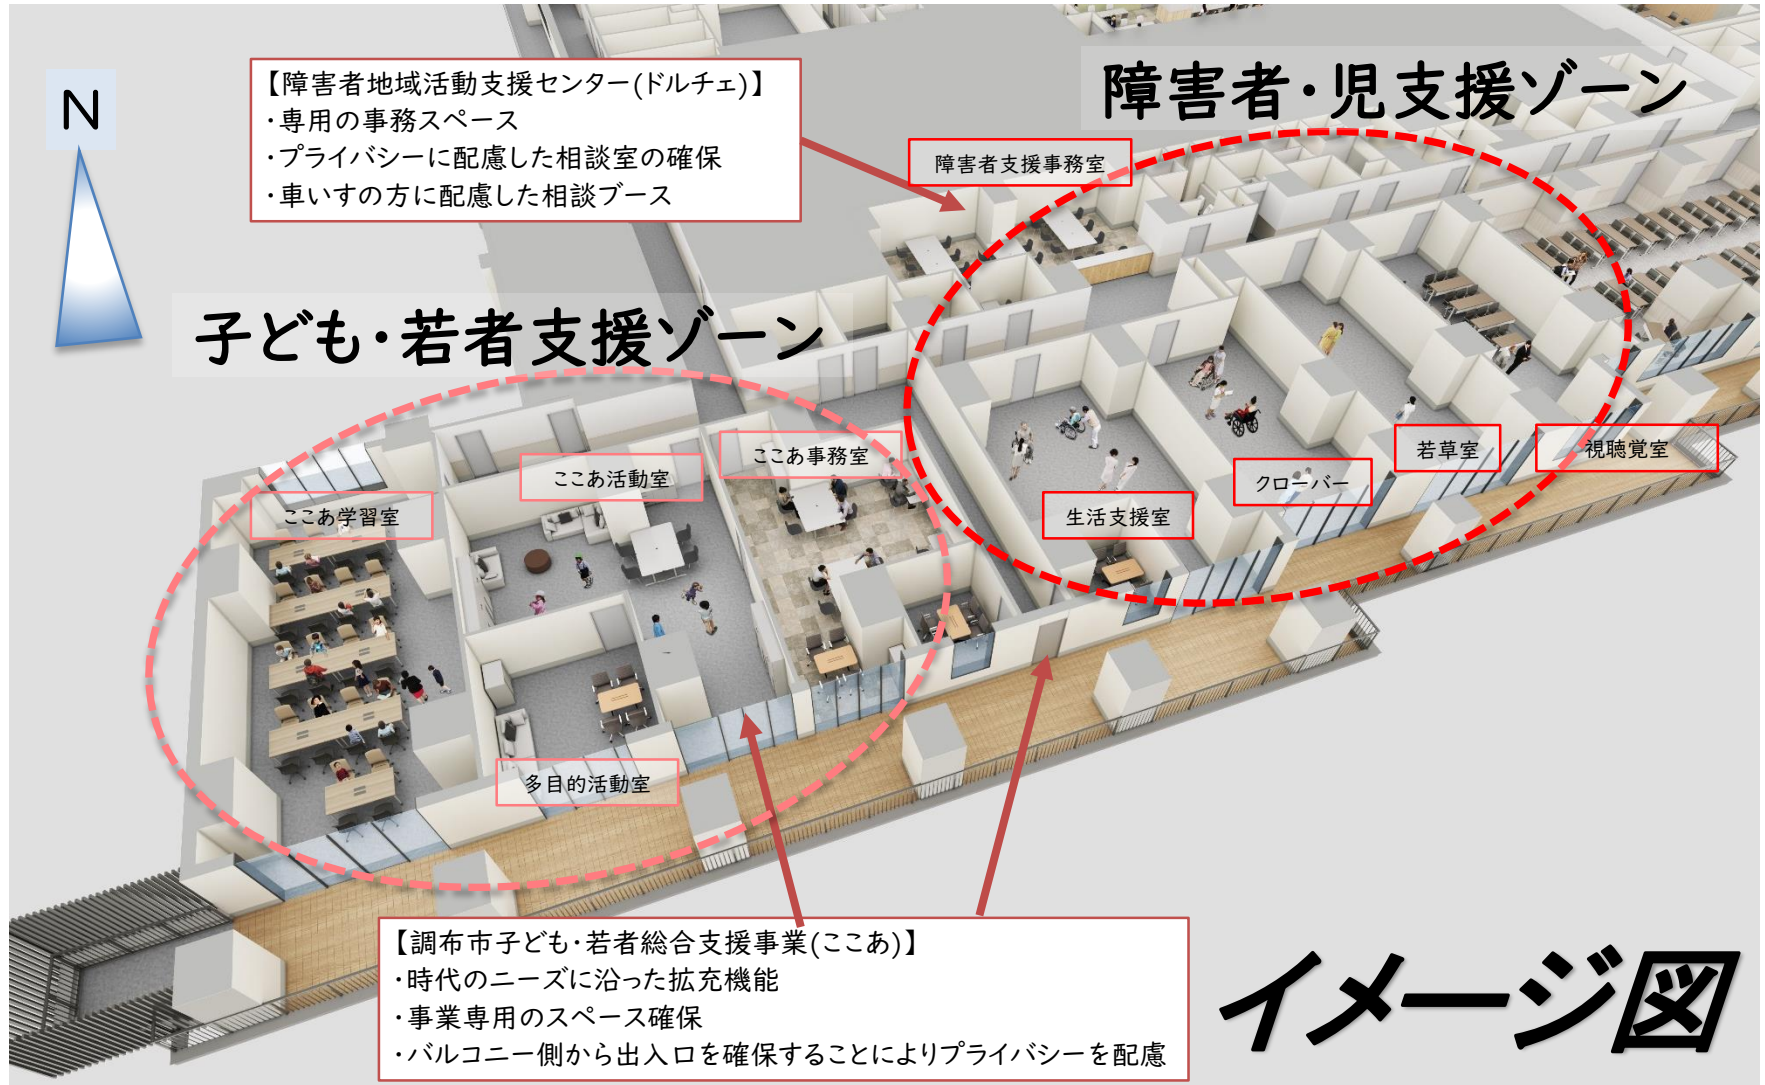 N
【障害者地域活動支援センター(ドルチェ)】
・専用の事務スペース
・プライバシーに配慮した相談室の確保
・車いすの方に配慮した相談ブース
障害者・児支援ゾーン
障害者支援事務室
子ども・若者支援ゾーン
ここあ事務室
ここあ活動室
ここあ学習室
若草室
視聴覚室
クローバー
生活支援室
多目的活動室
【調布市子ども・若者総合支援事業(ここあ)】
・時代のニーズに沿った拡充機能
・事業専用のスペース確保
・バルコニー側から出入口を確保することによりプライバシーを配慮
イメージ図